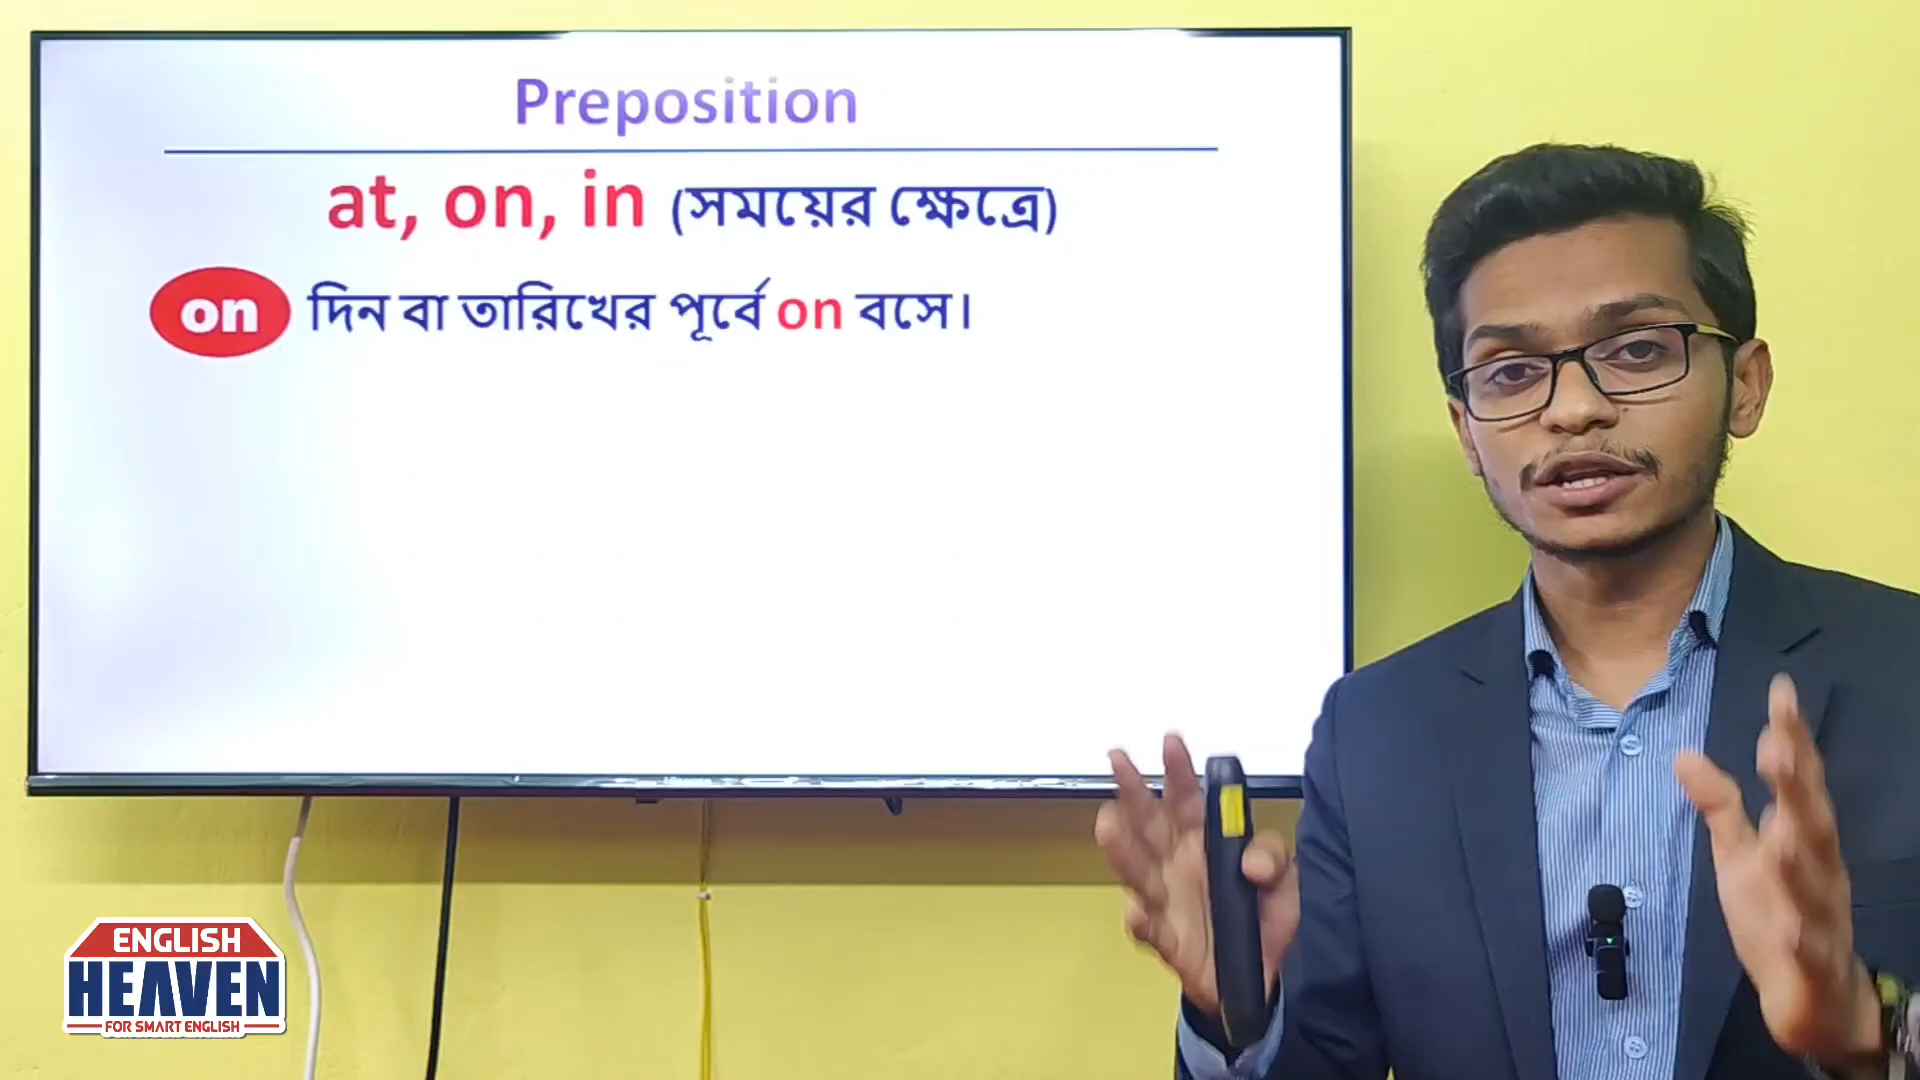 Preposition
at, on, in (সময়ের ক্ষেত্রে)
on দিন বা তারিখের পূর্বে on বসে।
ENGLISH
HEAVEN
FOR SMART ENGLISH